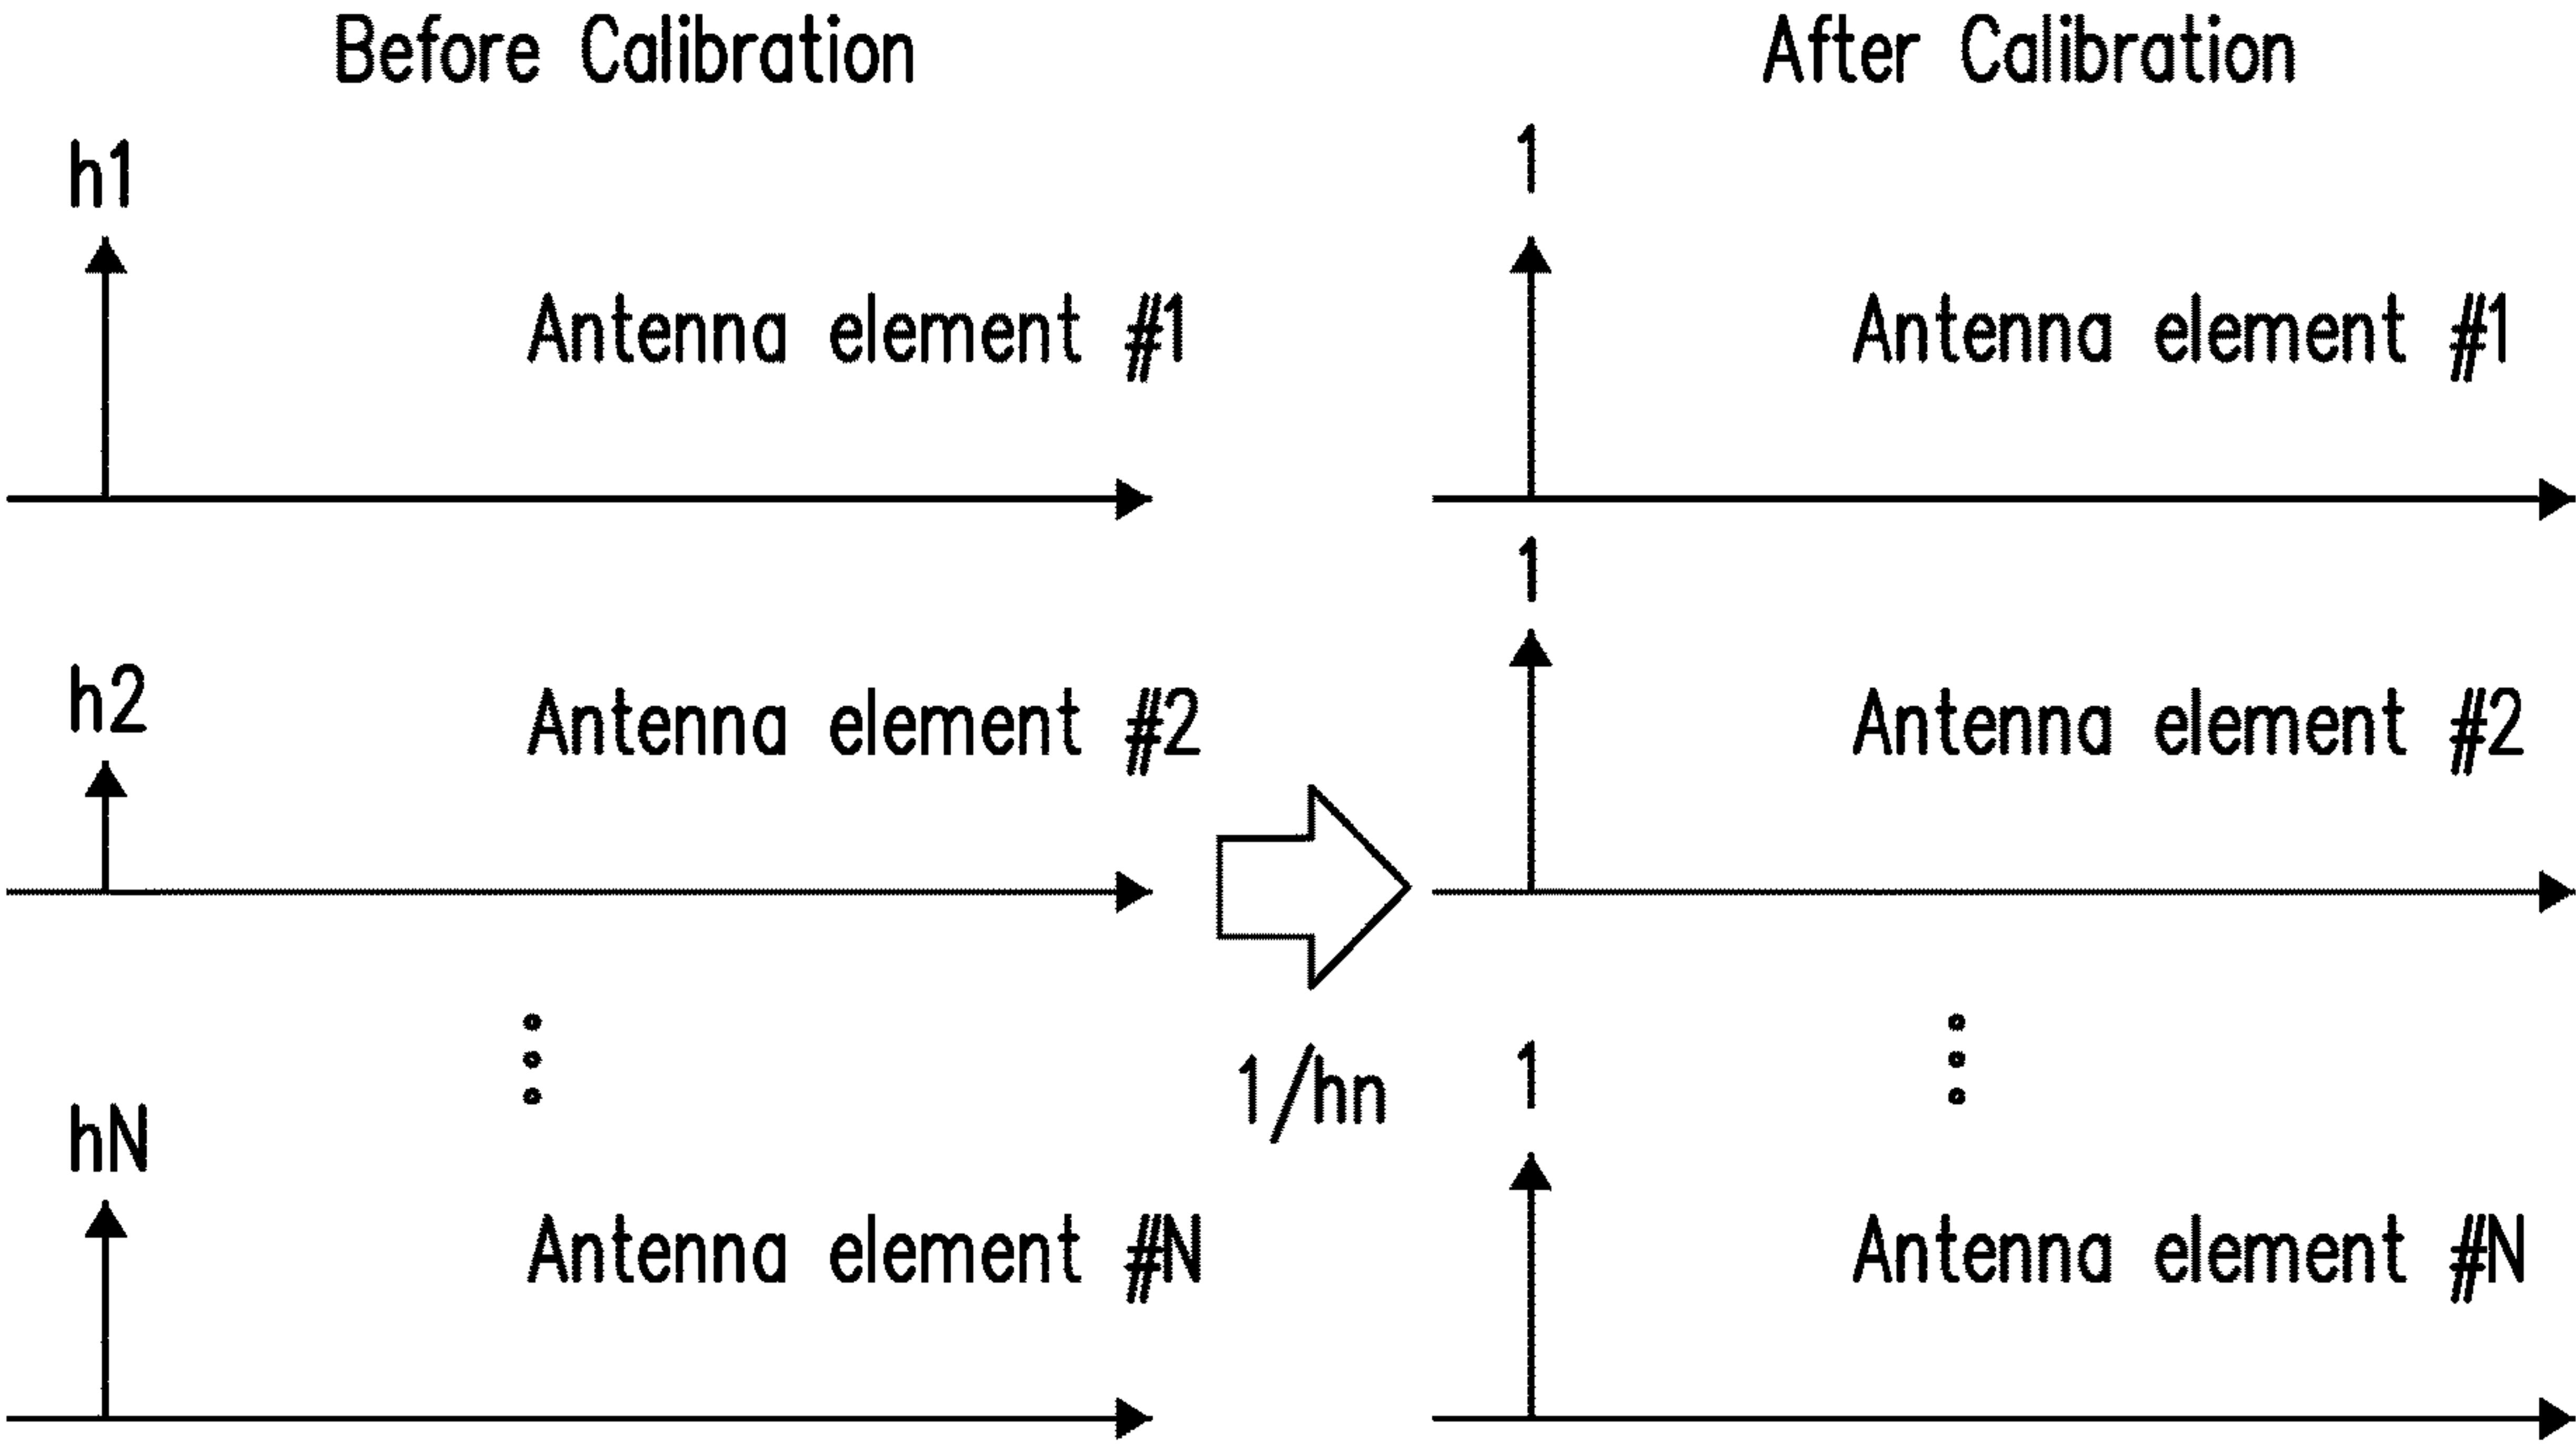 Before Calibration
After Calibration
h1
1
Antenna element #1
Antenna element #1
1
h2
Antenna element #2
Antenna element #2
1/hn
1
hN
Antenna element #N
Antenna element #N